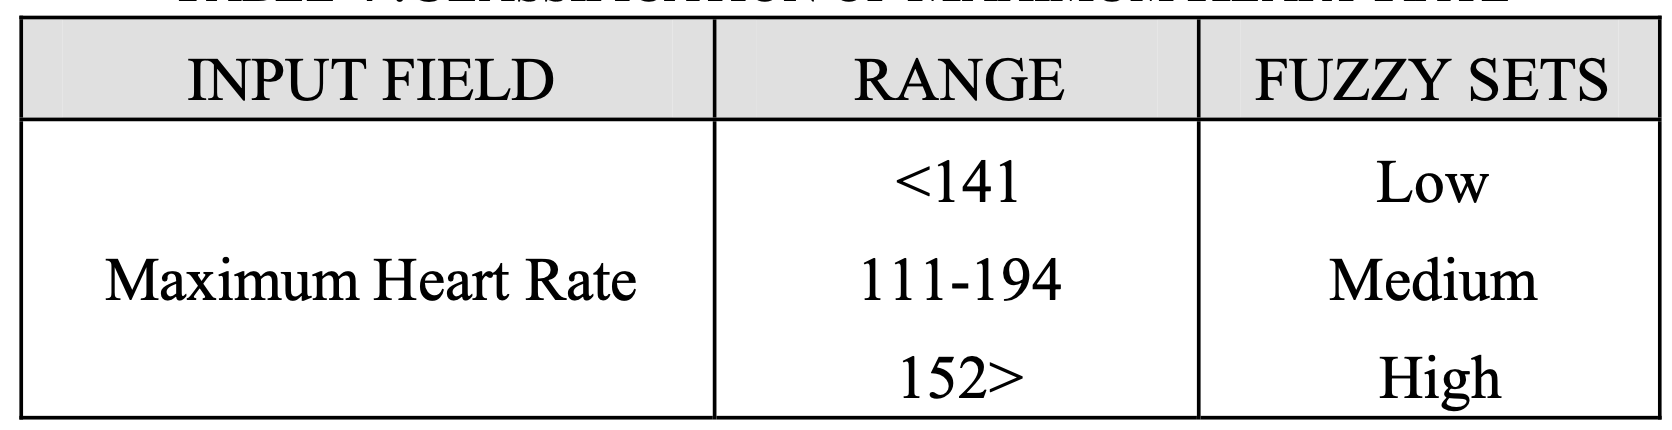 INPUT FIELD RANGE FUZZY SETS
<141 Low
Maximum Heart Rate 111-194 Medium
152> High